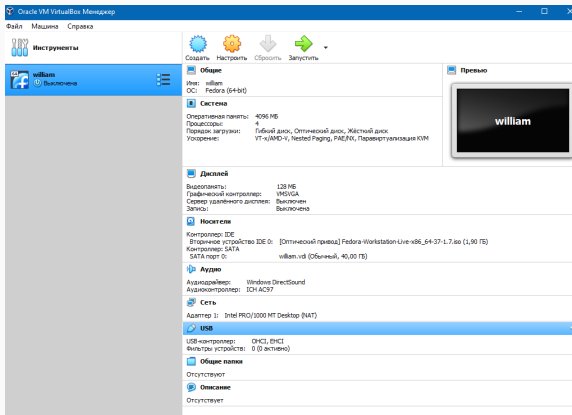 Oracle VM VirtualBox Менеджер
Файл Машина Справка
Инструменты
Создать Настроить Сбросить Запустить
64
william
Выключена
Общие
Имя: william
ОС: Fedora (64-bit)
Превью
william
Система
Оперативная память: 4096 МБ
Процессоры: 4
Порядок загрузки: Гибкий диск, Оптический диск, Жёсткий диск
Ускорение: VT-x/AMD-V, Nested Paging, PAE/NX, Паравиртуализация KVM
Дисплей
Видеопамять: 128 МБ
Графический контроллер: VMSVGA
Сервер удалённого дисплея: Выключен
Запись: Выключена
Носители
Контроллер: IDE
Вторичное устройство IDE 0: [Оптический привод] Fedora-Workstation-Live-x86_64-37-1.7.iso (1,90 ГБ)
Контроллер: SATA
SATA порт 0: william.vdi (Обычный, 40,00 ГБ)
Аудио
Аудиодрайвер: Windows DirectSound
Аудиоконтроллер: ICH AC97
Сеть
Адаптер 1: Intel PRO/1000 MT Desktop (NAT)
USB
USB-контроллер: OHCI, EHCI
Фильтры устройств: 0 (0 активно)
Общие папки
Отсутствуют
Описание
Отсутствует